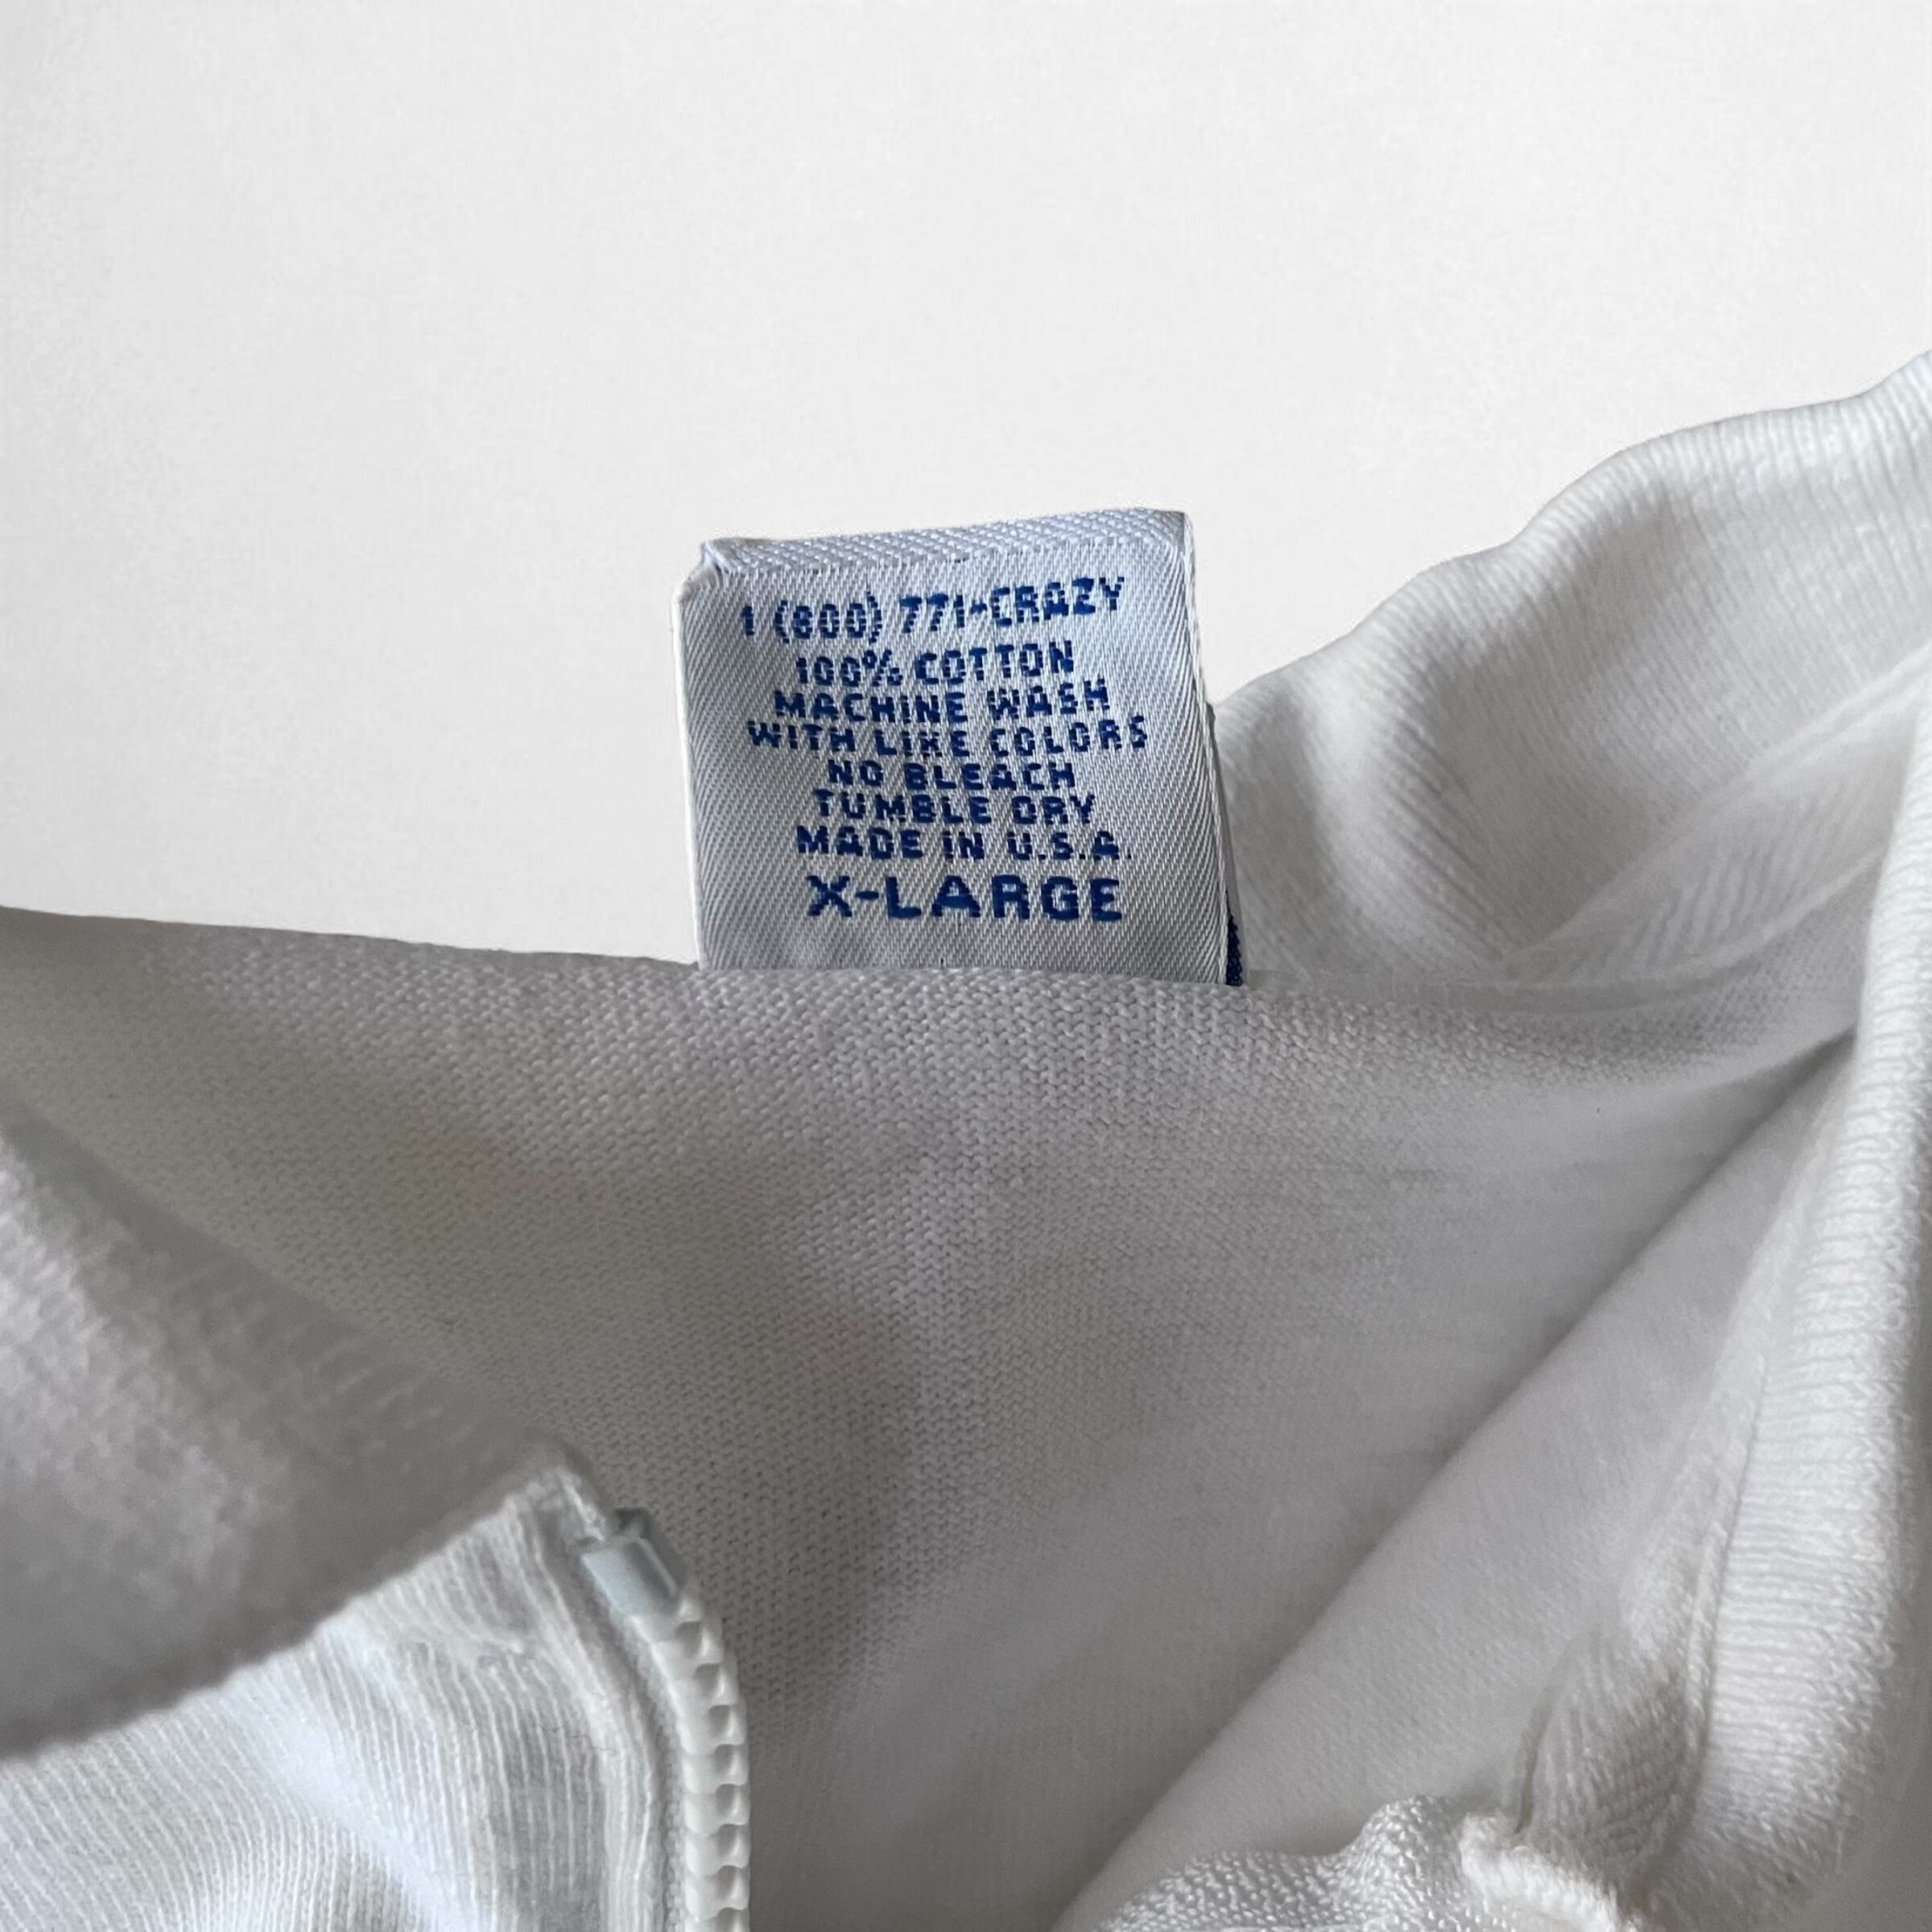 1 (800) 771-CRAZY
100% COTTON
MACHINE WASH
WITH LIKE COLORS
NO BLEACH
TUMBLE DRY
MADE IN U.S.A.
X-LARGE